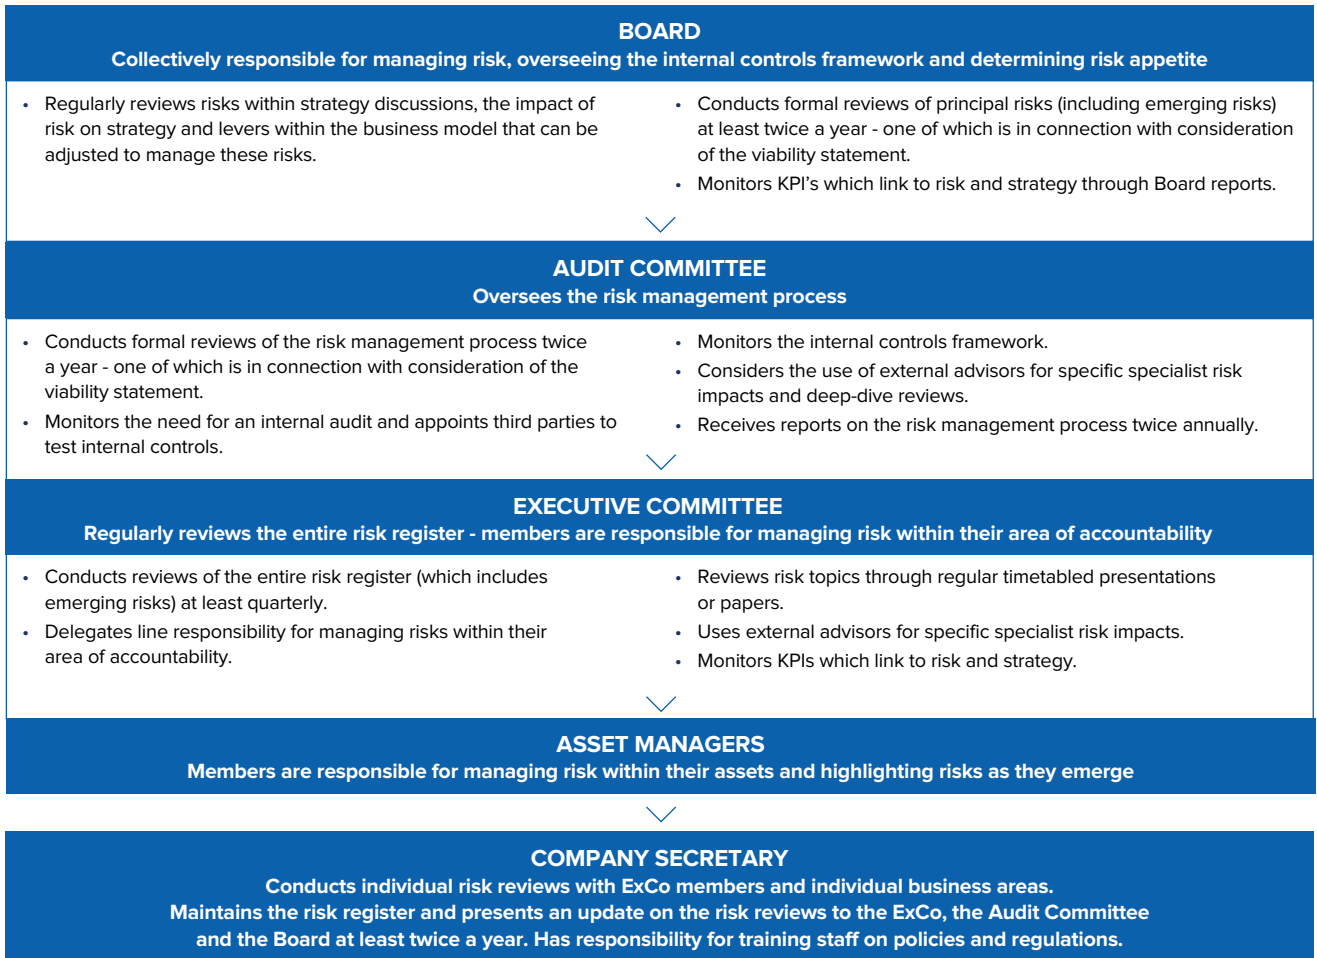 BOARD
Collectively responsible for managing risk, overseeing the internal controls framework and determining risk appetite
• Regularly reviews risks within strategy discussions, the impact of
risk on strategy and levers within the business model that can be
adjusted to manage these risks.
• Conducts formal reviews of principal risks (including emerging risks)
at least twice a year - one of which is in connection with consideration
of the viability statement.
• Monitors KPI's which link to risk and strategy through Board reports.
AUDIT COMMITTEE
Oversees the risk management process
• Conducts formal reviews of the risk management process twice
a year - one of which is in connection with consideration of the
viability statement.
• Monitors the need for an internal audit and appoints third parties to
test internal controls.
• Monitors the internal controls framework.
• Considers the use of external advisors for specific specialist risk
impacts and deep-dive reviews.
• Receives reports on the risk management process twice annually.
EXECUTIVE COMMITTEE
Regularly reviews the entire risk register - members are responsible for managing risk within their area of accountability
• Conducts reviews of the entire risk register (which includes
emerging risks) at least quarterly.
• Delegates line responsibility for managing risks within their
area of accountability.
• Reviews risk topics through regular timetabled presentations
or papers.
• Uses external advisors for specific specialist risk impacts.
• Monitors KPIs which link to risk and strategy.
ASSET MANAGERS
Members are responsible for managing risk within their assets and highlighting risks as they emerge
COMPANY SECRETARY
Conducts individual risk reviews with ExCo members and individual business areas.
Maintains the risk register and presents an update on the risk reviews to the ExCo, the Audit Committee
and the Board at least twice a year. Has responsibility for training staff on policies and regulations.